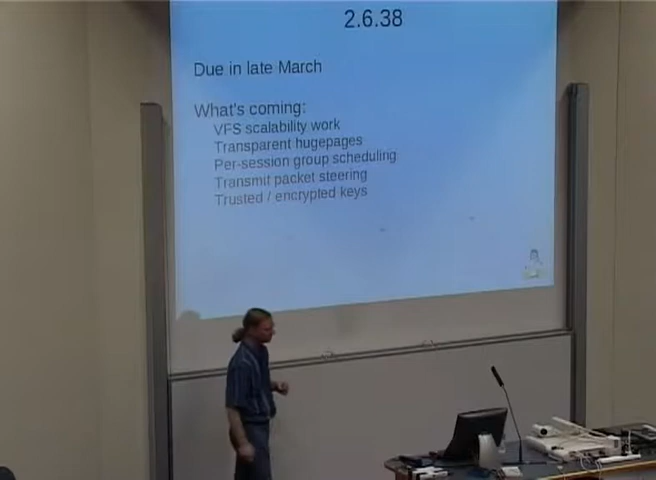 2.6.38
Due in late March
What's coming:
VFS scalability work
Transparent hugepages
Per-session group scheduling
Transmit packet steering
Trusted / encrypted keys